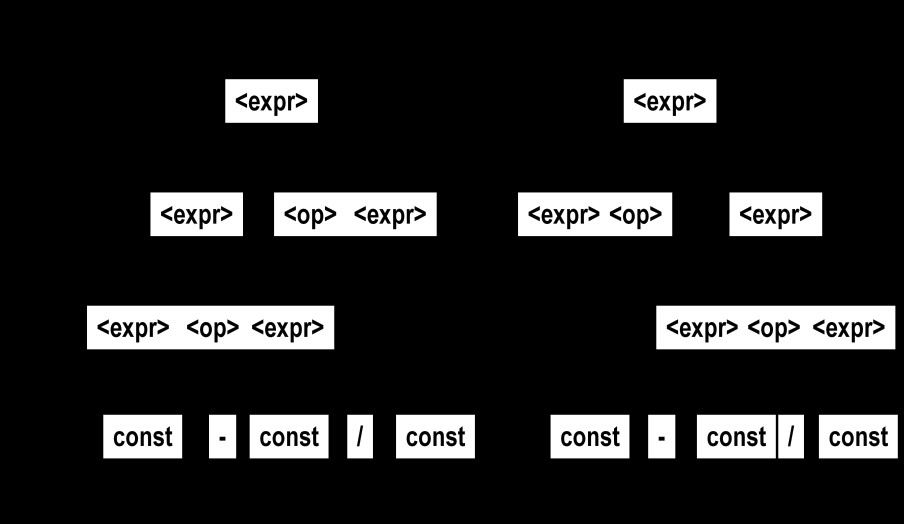 <expr> <expr>
<expr> <op> <expr> <expr> <op> <expr>
<expr> <op> <expr> <expr> <op> <expr>
const - const / const const - const / const